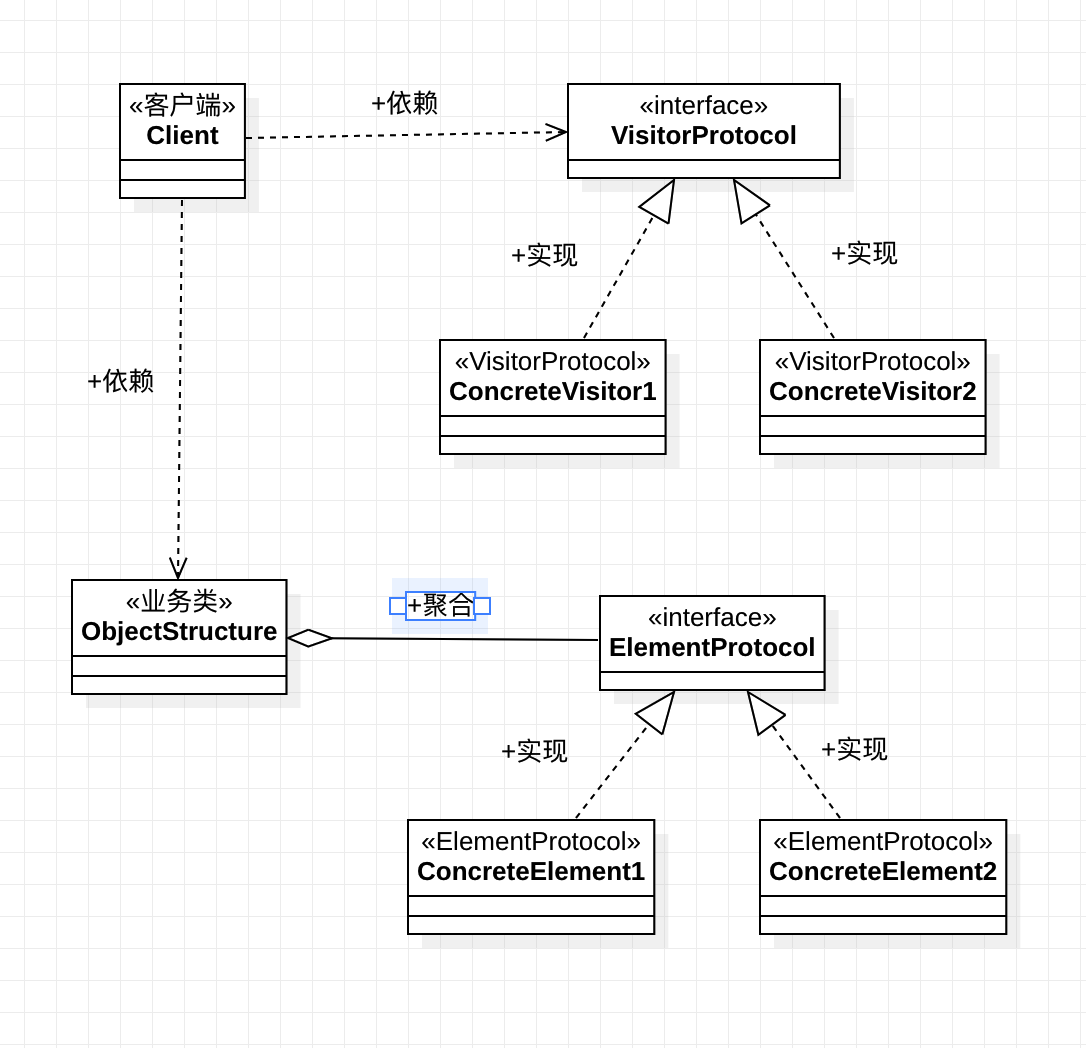 «客户端»
Client
+依赖
«interface»
VisitorProtocol
+实现
+实现
«VisitorProtocol»
ConcreteVisitor1
«VisitorProtocol»
ConcreteVisitor2
+依赖
«业务类»
ObjectStructure
+聚合
«interface»
ElementProtocol
+实现
+实现
«ElementProtocol»
ConcreteElement1
«ElementProtocol»
ConcreteElement2